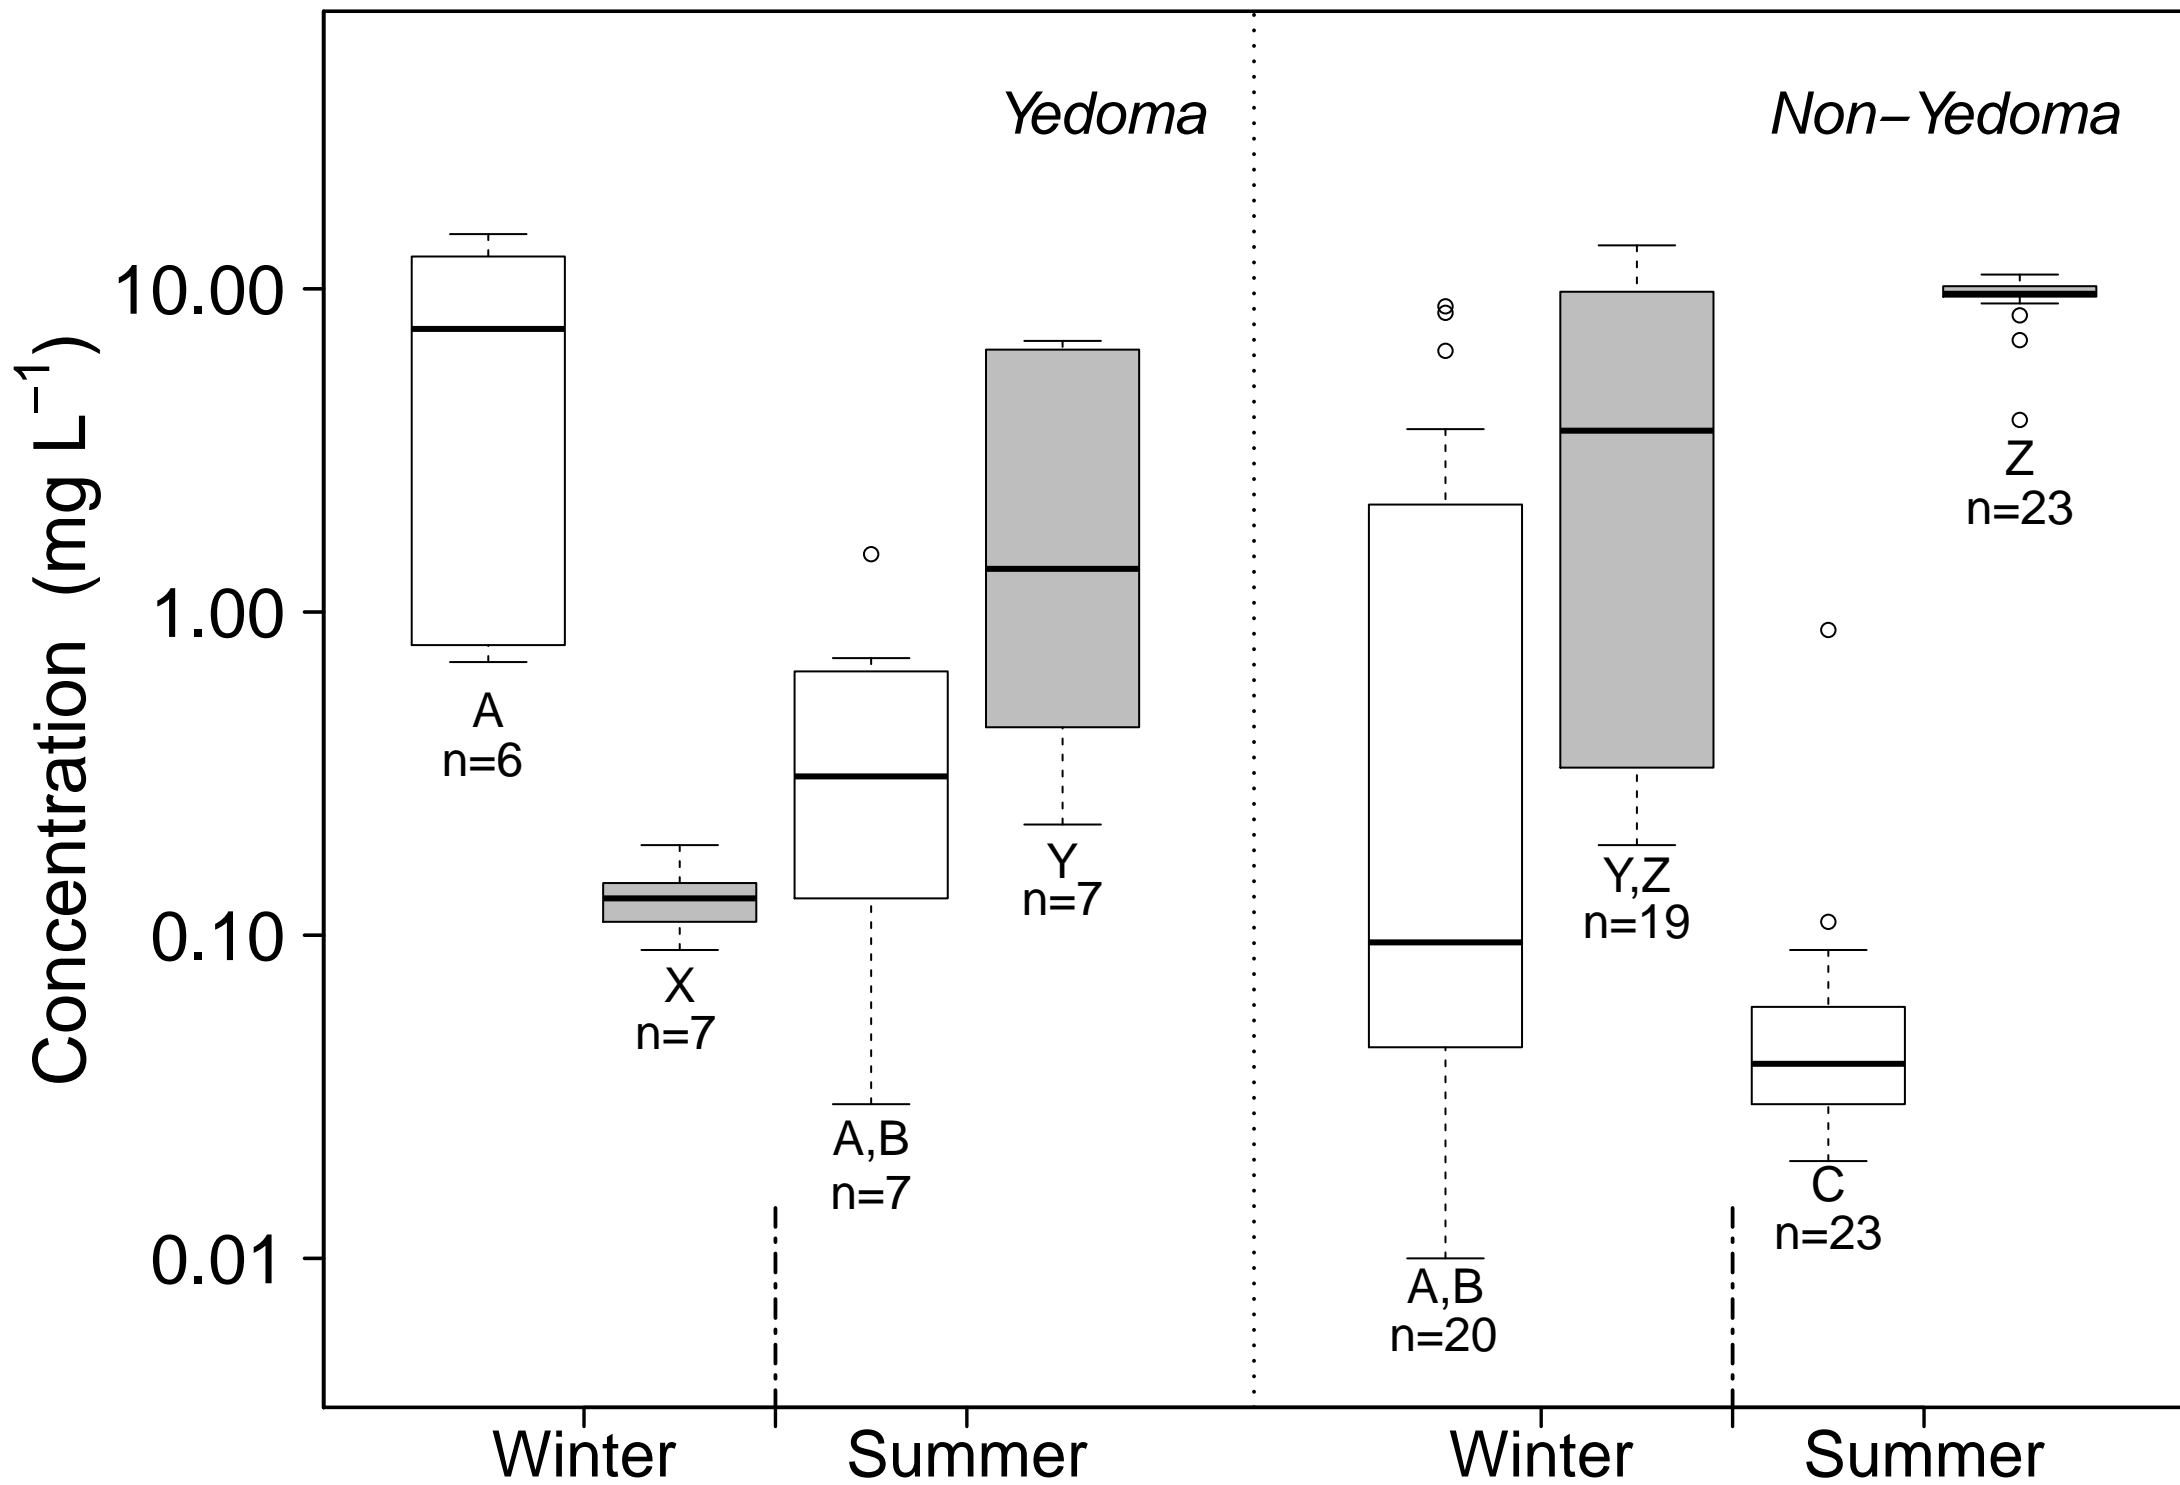 Yedoma
Non−Yedoma
Concentration (mg L−1)
10.00
1.00
0.10
0.01
A
n=6
X
n=7
A,B
n=7
Y
n=7
A,B
n=20
Y,Z
n=19
C
n=23
Z
n=23
Winter
Summer
Winter
Summer